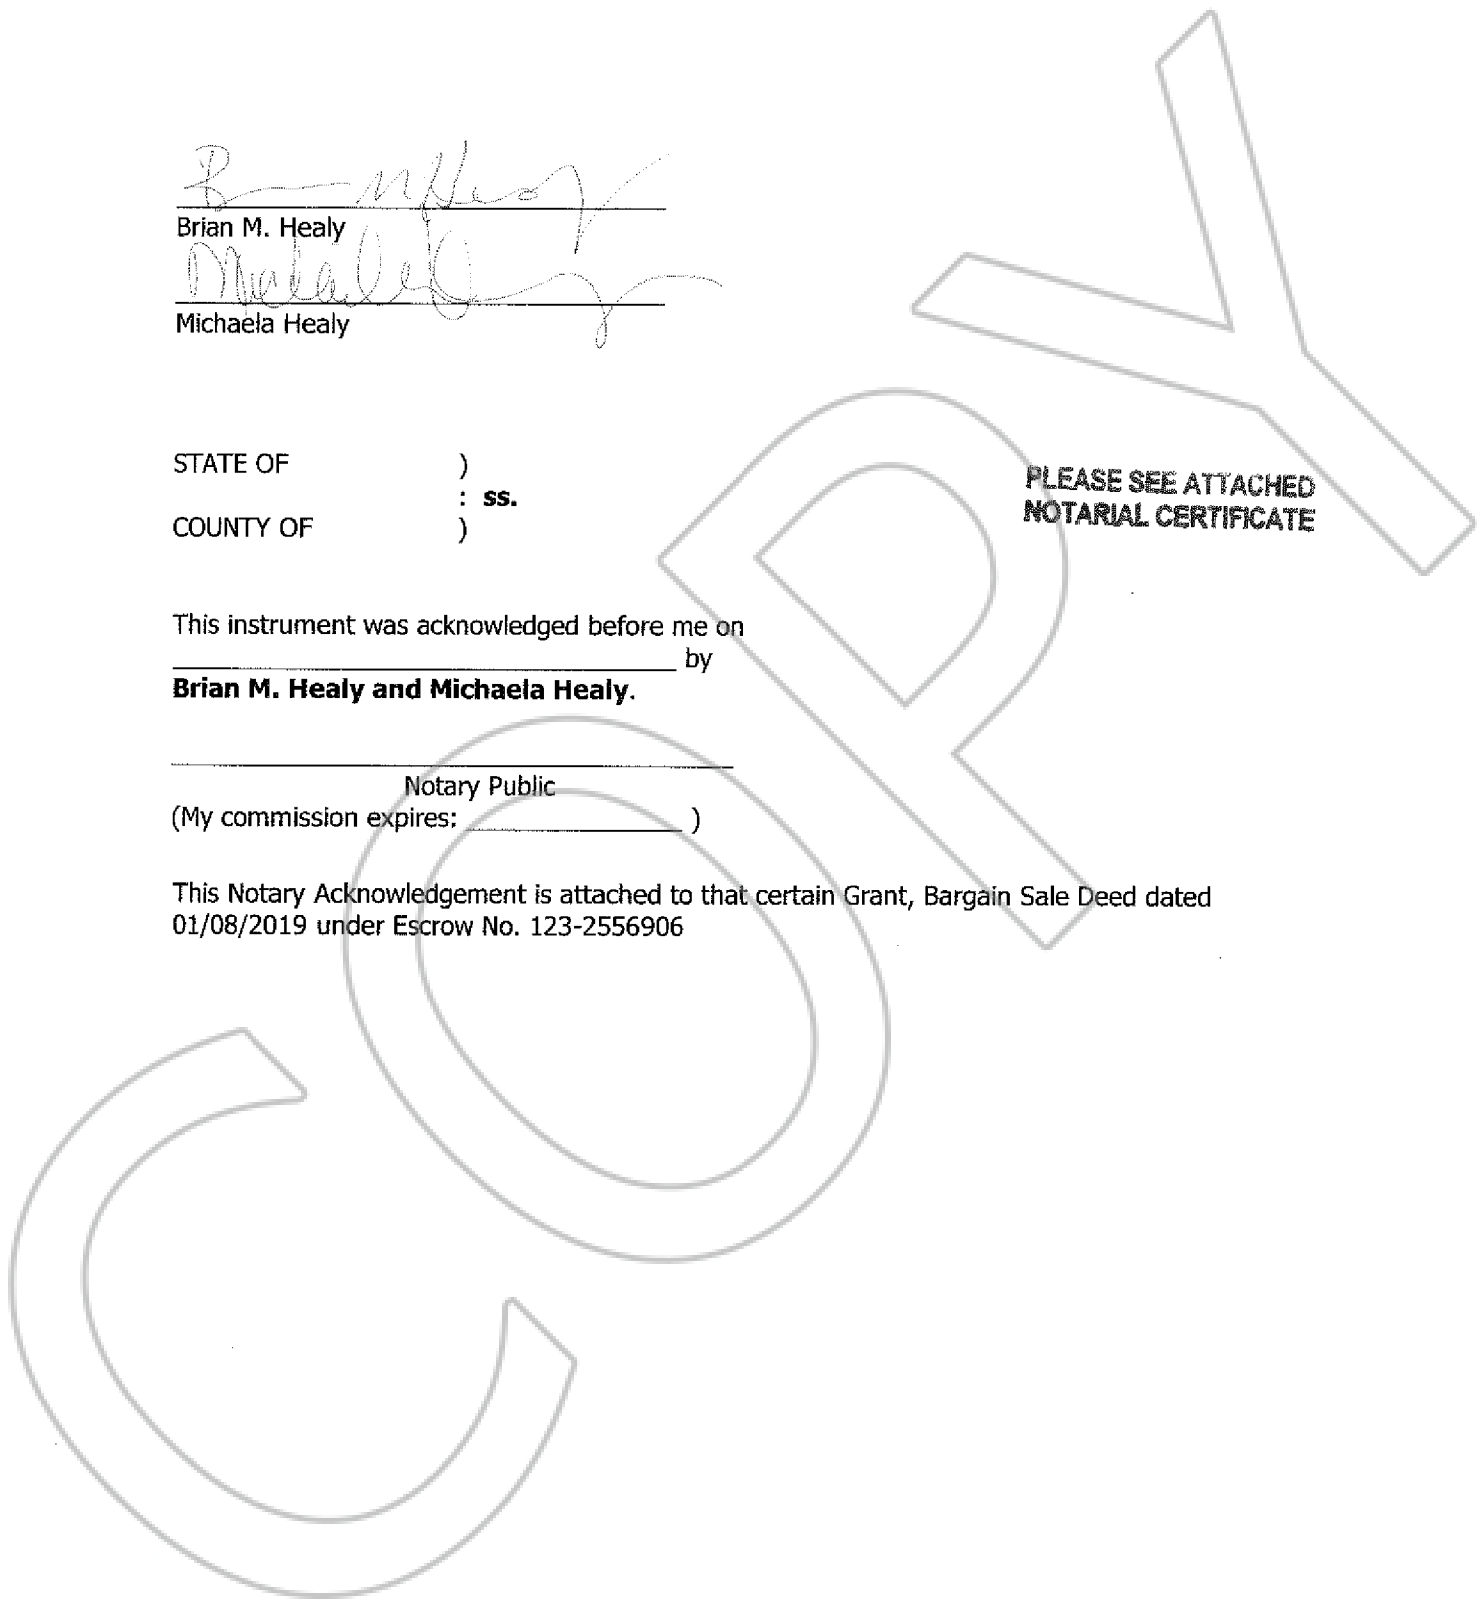 Brian M. Healy
Michaela Healy
STATE OF )
: ss.
COUNTY OF )
PLEASE SEE ATTACHED
NOTARIAL CERTIFICATE
This instrument was acknowledged before me on
by
Brian M. Healy and Michaela Healy.
Notary Public
(My commission expires: )
This Notary Acknowledgement is attached to that certain Grant, Bargain Sale Deed dated
01/08/2019 under Escrow No. 123-2556906
COPY